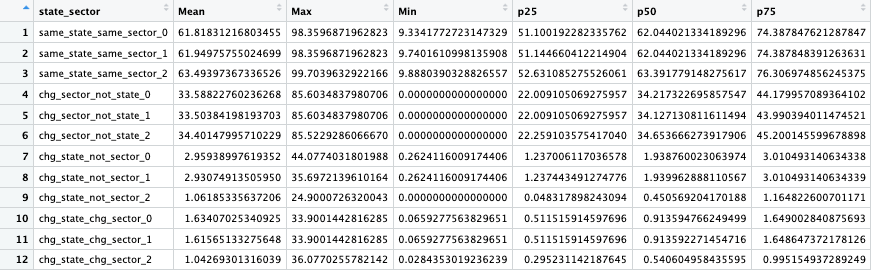 state_sector Mean Max Min p25 p50 p75
1 same_state_same_sector_0 61.81831216803455 98.3596871962823 9.3341772723147329 51.100192282335762 62.044021334189296 74.387847621287847
2 same_state_same_sector_1 61.94975755024699 98.3596871962823 9.7401610998135908 51.144660412214904 62.044021334189296 74.387848391263631
3 same_state_same_sector_2 63.49397367336526 99.7039632922166 9.8880390328826557 52.631085275526061 63.391779148275617 76.306974856245375
4 chg_sector_not_state_0 33.58822760236268 85.6034837980706 0.0000000000000000 22.009105069275957 34.217322695857547 44.179957089364102
5 chg_sector_not_state_1 33.50384198193703 85.6034837980706 0.0000000000000000 22.009105069275957 34.127130811611494 43.990394011474521
6 chg_sector_not_state_2 34.40147995710229 85.5229286066670 0.0000000000000000 22.259103575417040 34.653666273917906 45.200145599678898
7 chg_state_not_sector_0 2.95938997619352 44.0774031801988 0.2624116009174406 1.237006117036578 1.938760023063974 3.010493140634338
8 chg_state_not_sector_1 2.93074913505950 35.6972139610164 0.2624116009174406 1.237443491274776 1.939962888110567 3.010493140634339
9 chg_state_not_sector_2 1.06185335637206 24.9000726320043 0.0000000000000000 0.048317898243094 0.450569204170188 1.164822600701171
10 chg_state_chg_sector_0 1.63407025340925 33.9001442816285 0.0659277563829651 0.511515914597696 0.913594766249499 1.649002840875693
11 chg_state_chg_sector_1 1.61565133275648 33.9001442816285 0.0659277563829651 0.511515914597696 0.913592271454716 1.648647372178126
12 chg_state_chg_sector_2 1.04269301316039 36.0770255782142 0.0284353019236239 0.295231142187645 0.540604958435595 0.995154937289249